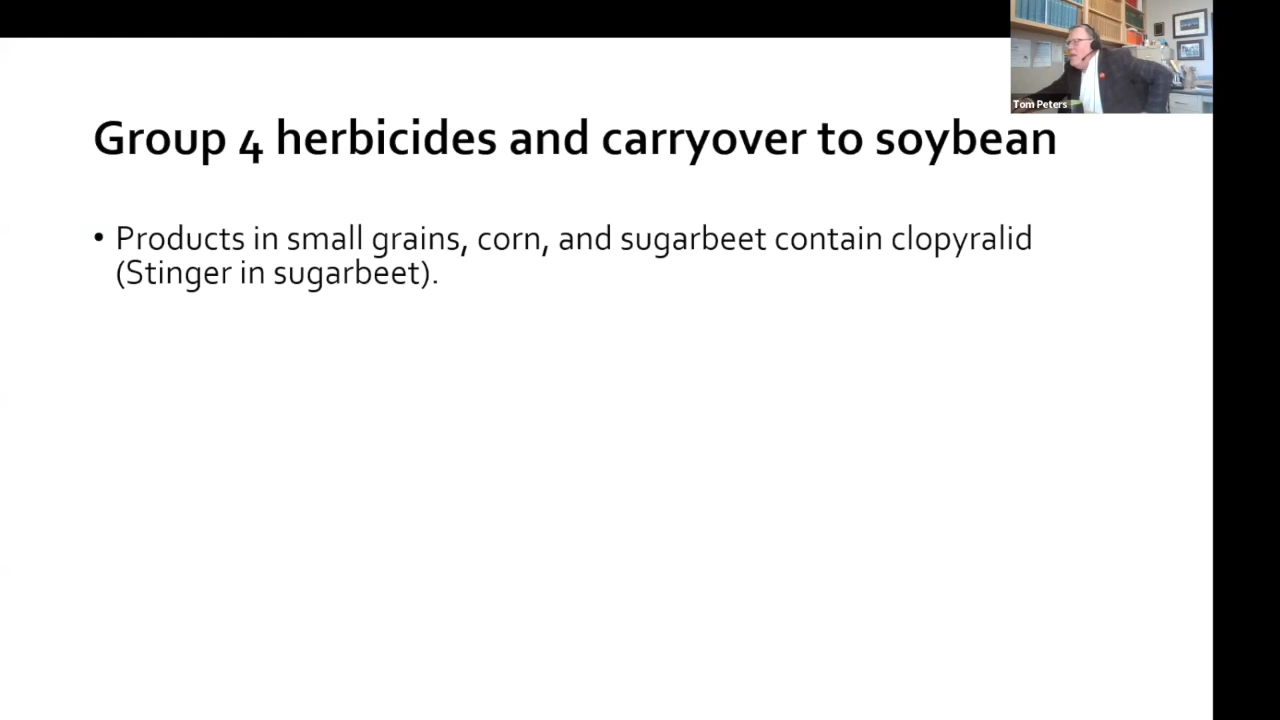 Tom Peters
Group 4 herbicides and carryover to soybean
• Products in small grains, corn, and sugarbeet contain clopyralid
(Stinger in sugarbeet).